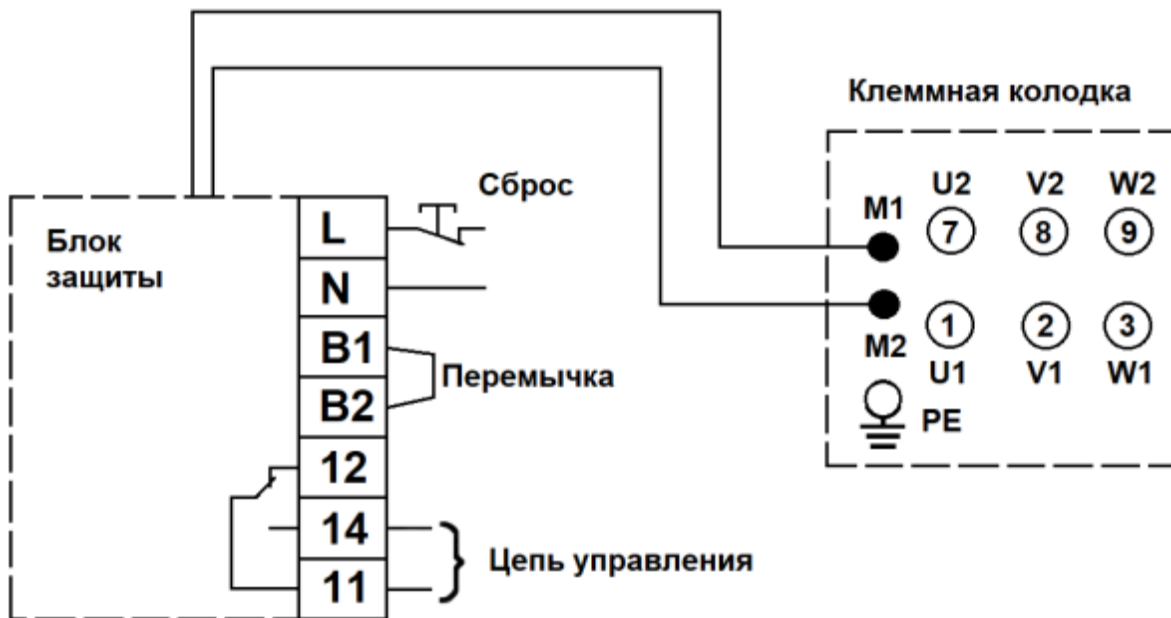 Клеммная колодка
U2 V2 W2
M1
7 8 9
Сброс
L
Блок
защиты
N
B1
Перемычка
B2
M2
1 2 3
U1 V1 W1
PE
12
14
Цепь управления
11